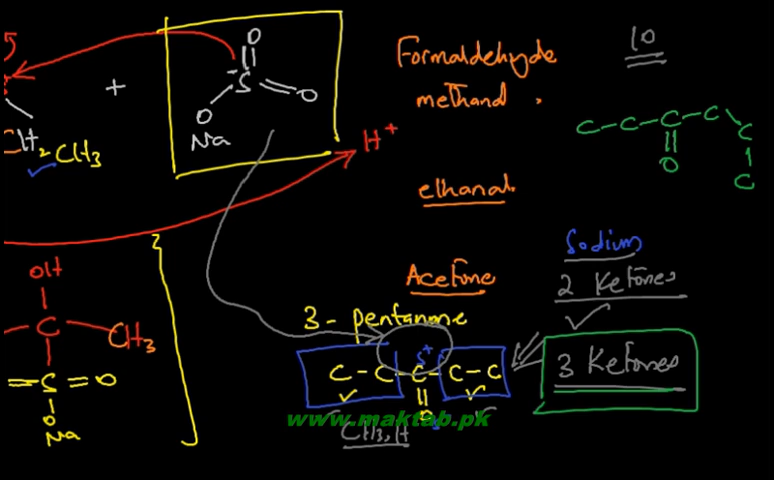 Formaldehyde
10
methanal
+
O
S
O
O
Na
H+
CH2CH3
C-C-C-C
C
O
C
ethanal
Sodium
2 Ketones
Acetone
OH
3-pentanone
C
CH3
δ+
3 Ketones
C-C-C-C-C
=S=O
O
O
Na
www.maktab.pk
CH3, H